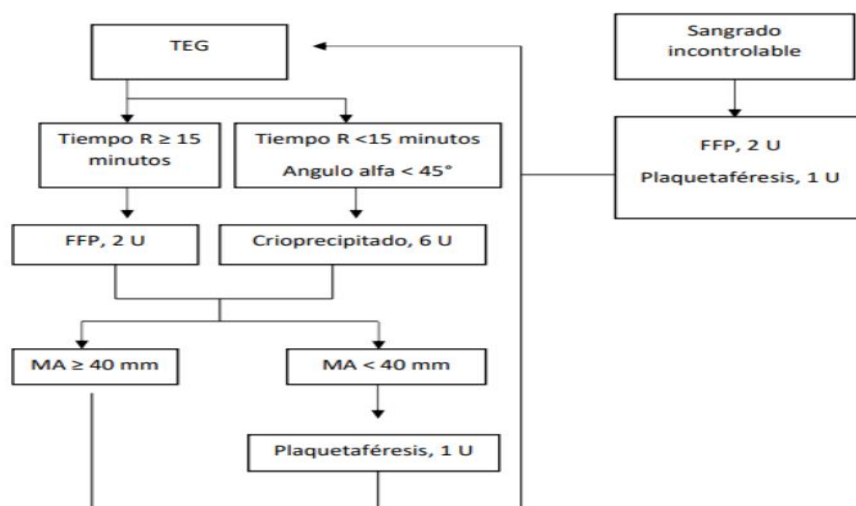 TEG
Sangrado
incontrolable
Tiempo R ≥ 15
minutos
Tiempo R <15 minutos
Angulo alfa < 45°
FFP, 2 U
Plaquetaféresis, 1 U
FFP, 2 U
Crioprecipitado, 6 U
MA ≥ 40 mm
MA < 40 mm
Plaquetaféresis, 1 U